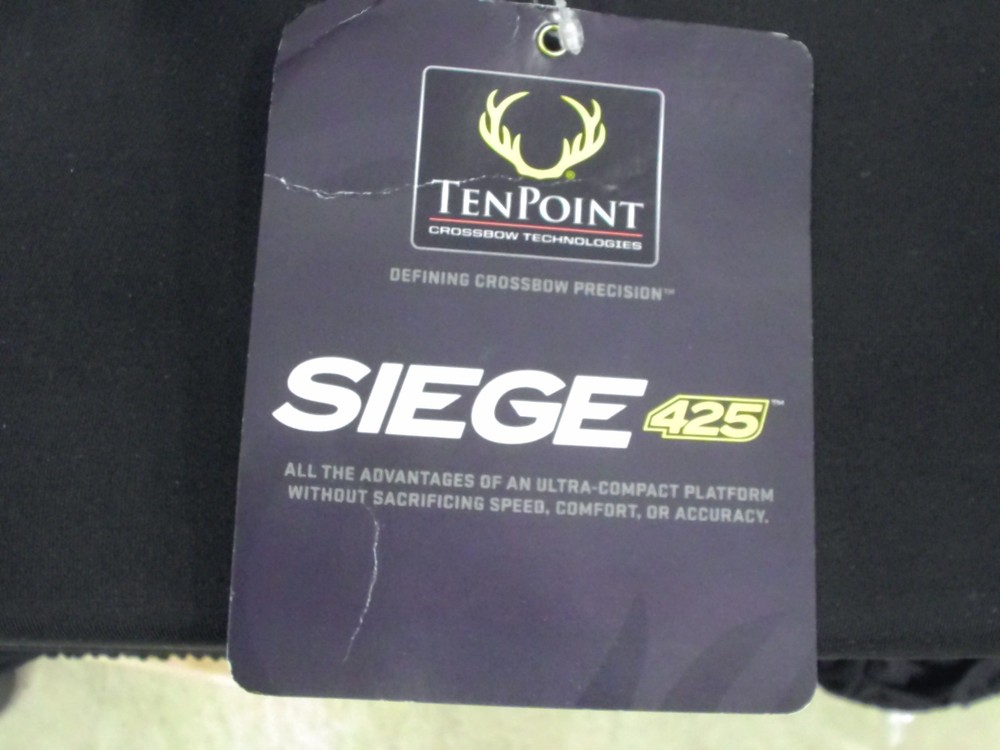 ®
TENPOINT
CROSSBOW TECHNOLOGIES
DEFINING CROSSBOW PRECISION™
SIEGE 425™
ALL THE ADVANTAGES OF AN ULTRA-COMPACT PLATFORM
WITHOUT SACRIFICING SPEED, COMFORT, OR ACCURACY.